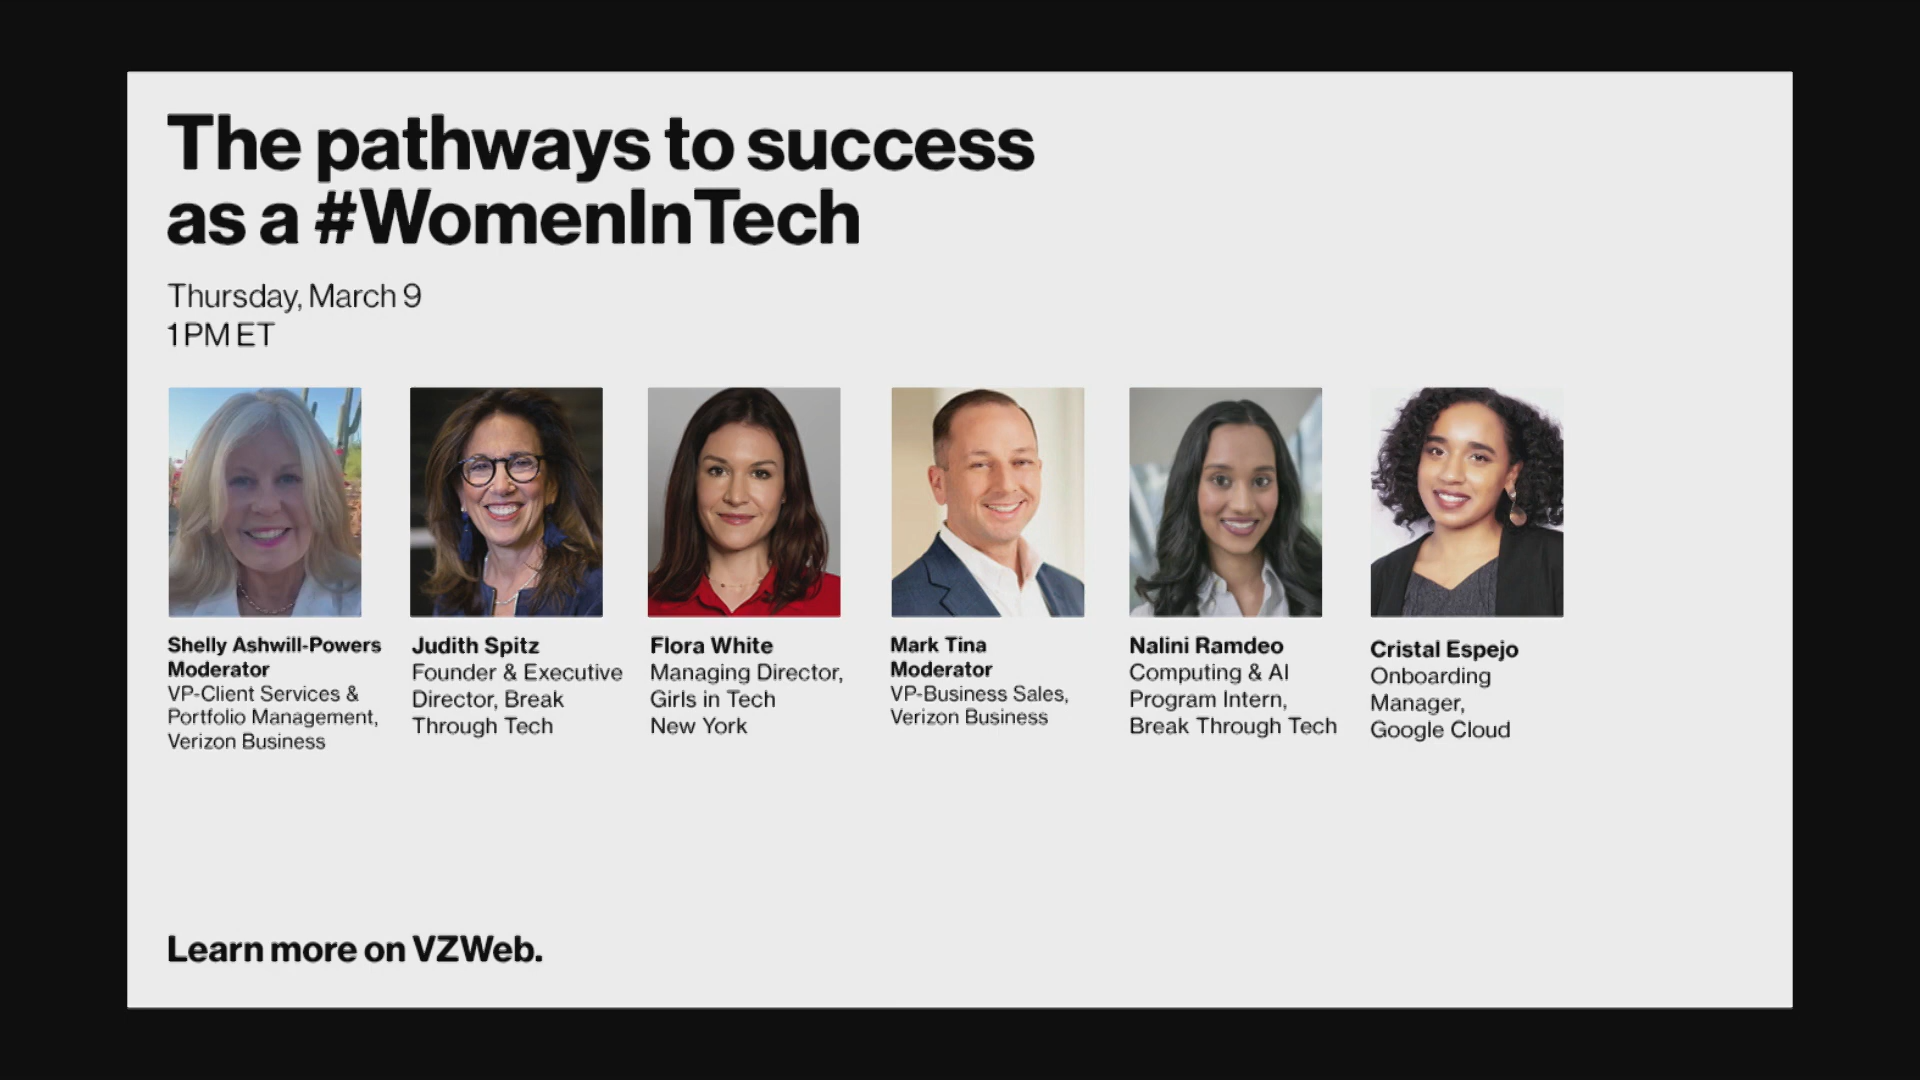 The pathways to success
as a #WomenInTech
Thursday, March 9
1 PM ET
Shelly Ashwill-Powers
Moderator
VP-Client Services &
Portfolio Management,
Verizon Business
Judith Spitz
Founder & Executive
Director, Break
Through Tech
Flora White
Managing Director,
Girls in Tech
New York
Mark Tina
Moderator
VP-Business Sales,
Verizon Business
Nalini Ramdeo
Computing & AI
Program Intern,
Break Through Tech
Cristal Espejo
Onboarding
Manager,
Google Cloud
Learn more on VZWeb.